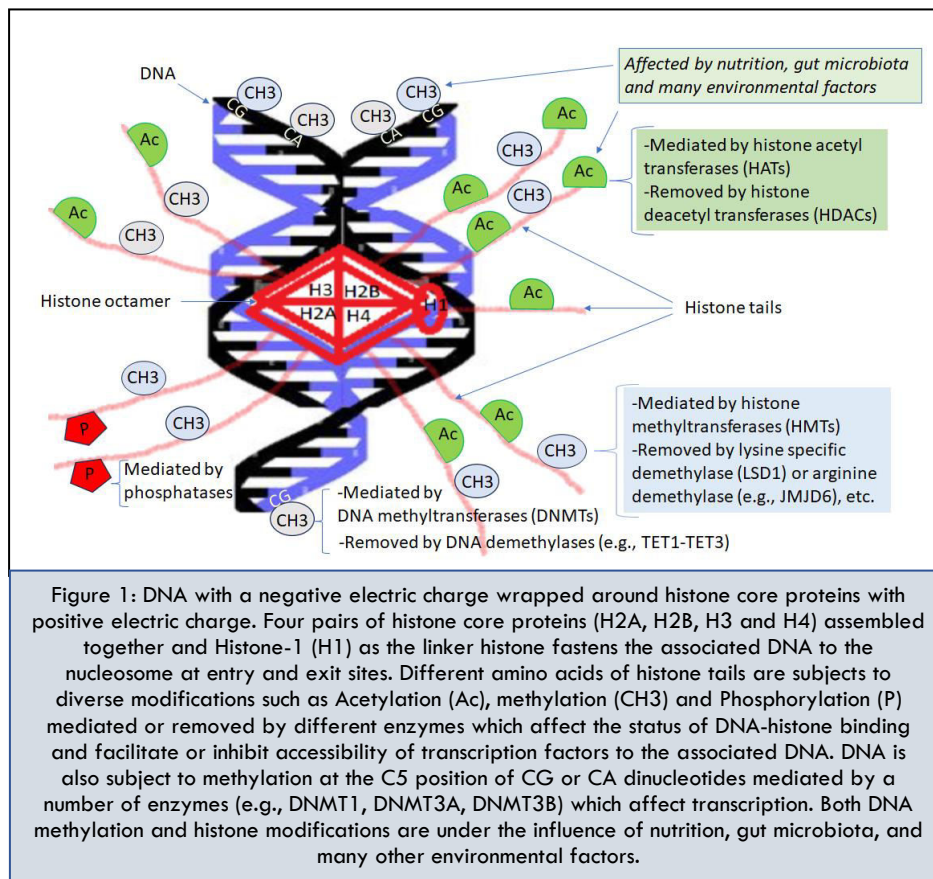 DNA
CH3
CH3
CH3
CH3
CG
CA
CA
CG
Affected by nutrition, gut microbiota
and many environmental factors
Ac
Ac
CH3
CH3
Ac
CH3
Ac
CH3
Ac
Ac
-Mediated by histone acetyl
transferases (HATs)
-Removed by histone
deacetyl transferases (HDACs)
Histone octamer
H3
H2B
H2A
H4
H1
Ac
Histone tails
CH3
CH3
P
P
Mediated by
phosphatases
Ac
Ac
CH3
CH3
-Mediated by histone
methyltransferases (HMTs)
-Removed by lysine specific
demethylase (LSD1) or arginine
demethylase (e.g., JMJD6), etc.
CG
CH3
-Mediated by
DNA methyltransferases (DNMTs)
-Removed by DNA demethylases (e.g., TET1-TET3)
Figure 1: DNA with a negative electric charge wrapped around histone core proteins with
positive electric charge. Four pairs of histone core proteins (H2A, H2B, H3 and H4) assembled
together and Histone-1 (H1) as the linker histone fastens the associated DNA to the
nucleosome at entry and exit sites. Different amino acids of histone tails are subjects to
diverse modifications such as Acetylation (Ac), methylation (CH3) and Phosphorylation (P)
mediated or removed by different enzymes which affect the status of DNA-histone binding
and facilitate or inhibit accessibility of transcription factors to the associated DNA. DNA is
also subject to methylation at the C5 position of CG or CA dinucleotides mediated by a
number of enzymes (e.g., DNMT1, DNMT3A, DNMT3B) which affect transcription. Both DNA
methylation and histone modifications are under the influence of nutrition, gut microbiota, and
many other environmental factors.